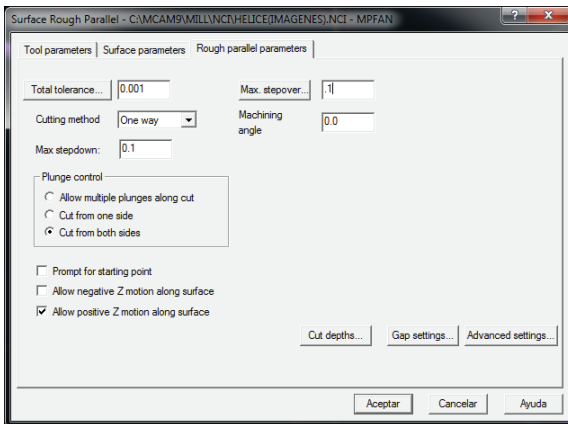 Surface Rough Parallel - C:\MCAM9\MILL\NCI\HELICE(IMAGENES).NCI - MPFAN
Tool parameters Surface parameters Rough parallel parameters
Total tolerance... 0.001 Max. stepover... .1
Cutting method One way Machining angle 0.0
Max stepdown: 0.1
Plunge control
Allow multiple plunges along cut
Cut from one side
Cut from both sides
Prompt for starting point
Allow negative Z motion along surface
Allow positive Z motion along surface
Cut depths... Gap settings... Advanced settings...
Aceptar Cancelar Ayuda